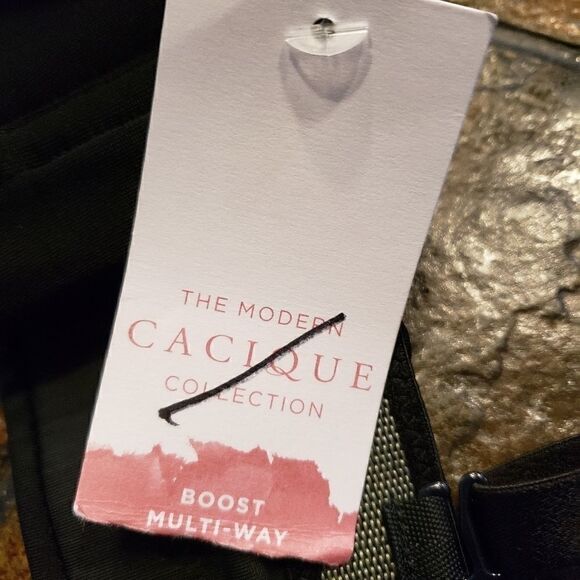 THE MODERN
CACIQUE
COLLECTION
BOOST
MULTI-WAY